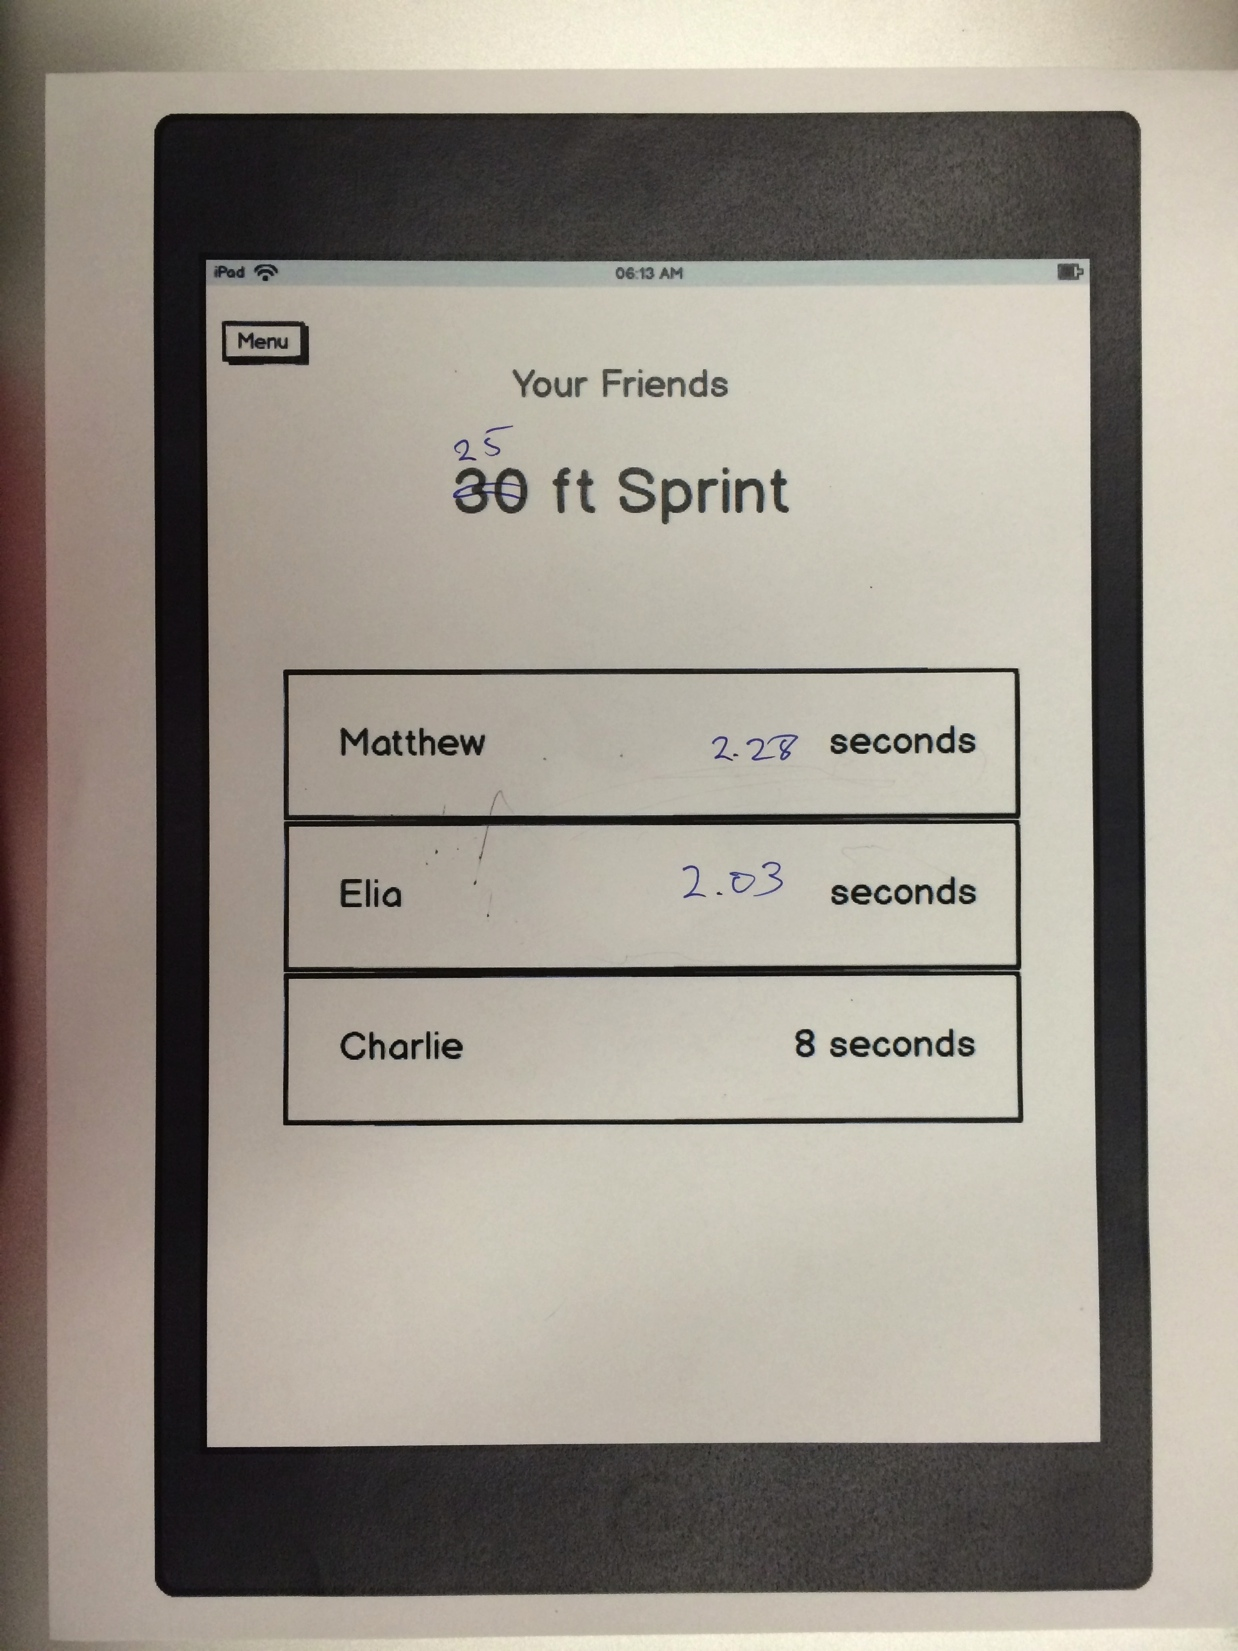 iPad 06:13 AM
Menu
Your Friends
25
30 ft Sprint
Matthew 2.28 seconds
Elia 2.03 seconds
Charlie 8 seconds